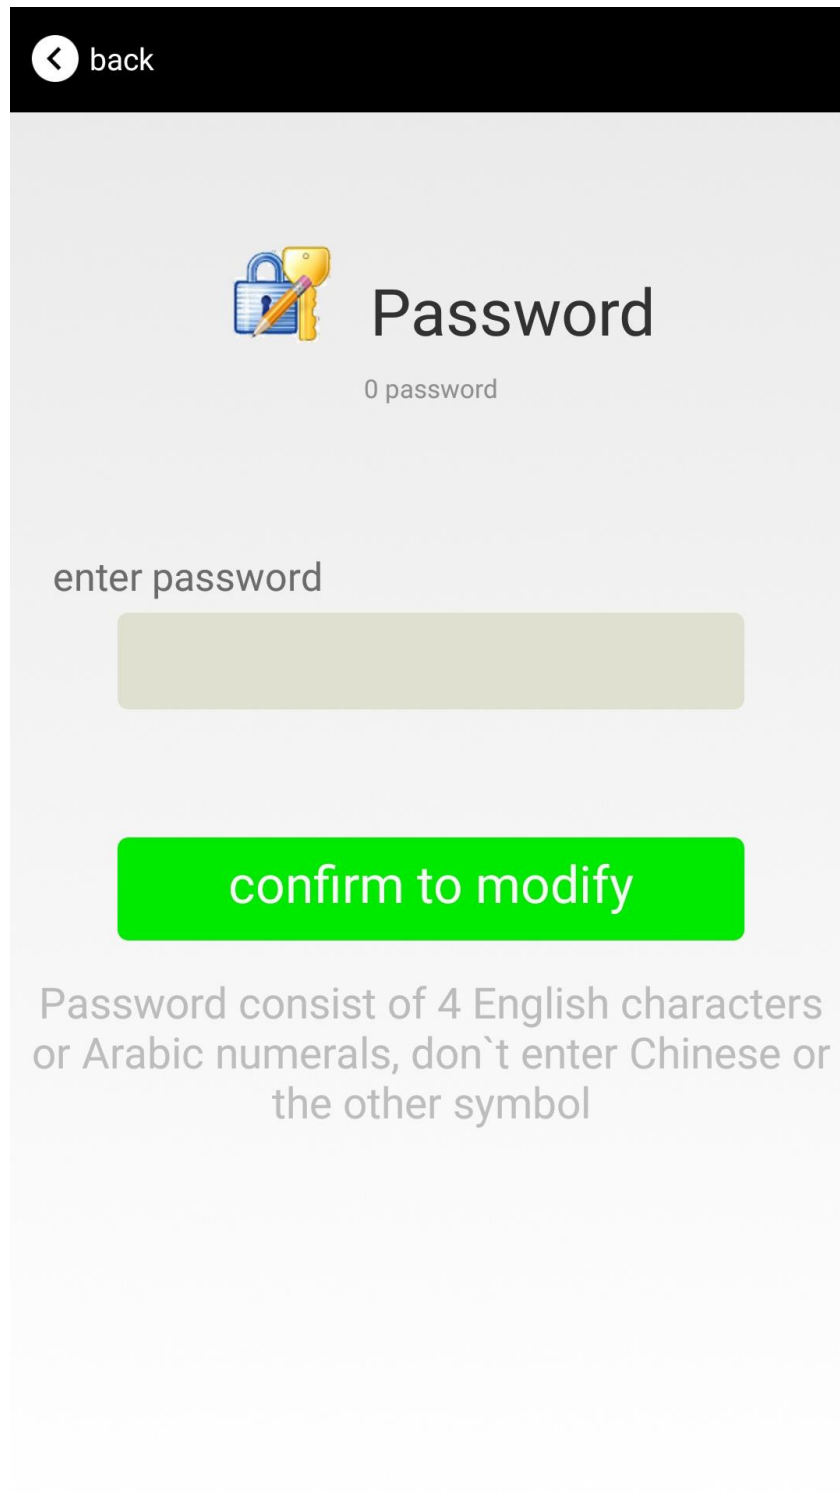 back
Password
0 password
enter password
confirm to modify
Password consist of 4 English characters
or Arabic numerals, don`t enter Chinese or
the other symbol